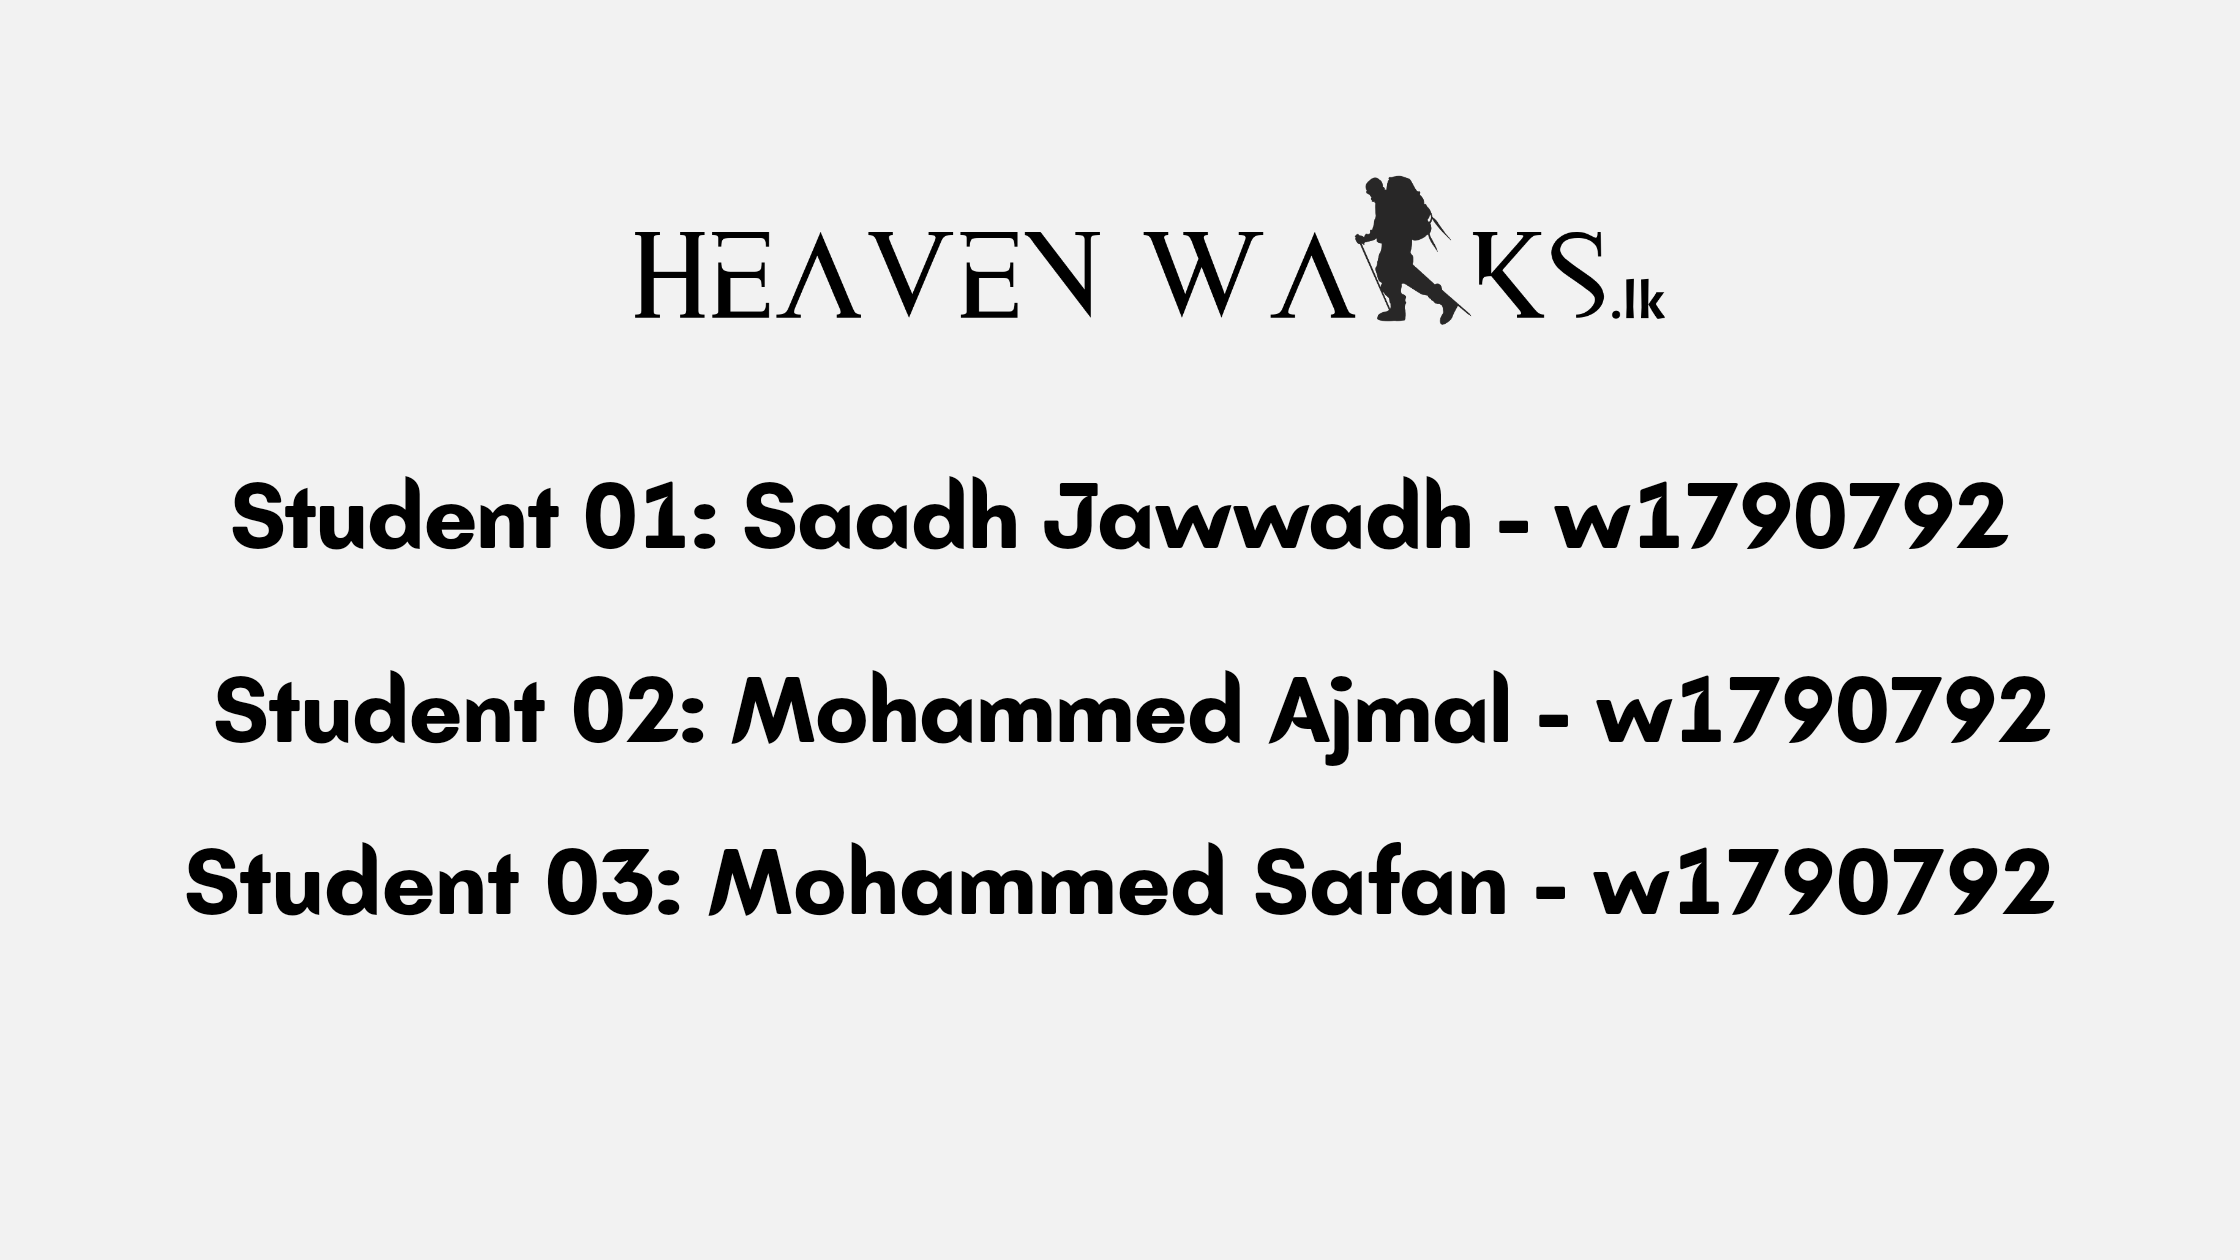 HEAVEN WALKS.lk
Student 01: Saadh Jawwadh - w1790792
Student 02: Mohammed Ajmal - w1790792
Student 03: Mohammed Safan - w1790792